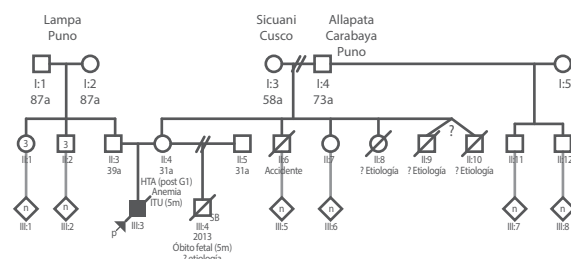 Lampa
Puno
Sicuani
Cusco
Allapata
Carabaya
Puno
I:1
87a
I:2
87a
I:3
58a
I:4
73a
I:5
3
II:1
3
II:2
II:3
39a
II:4
31a
HTA (post G1)
Anemia
ITU (5m)
II:5
31a
II:6
Accidente
II:7
II:8
? Etiología
?
II:9
? Etiología
II:10
? Etiología
II:11
II:12
n
III:1
n
III:2
P
III:3
SB
III:4
2013
Óbito fetal (5m)
? etiología
n
III:5
n
III:6
n
III:7
n
III:8